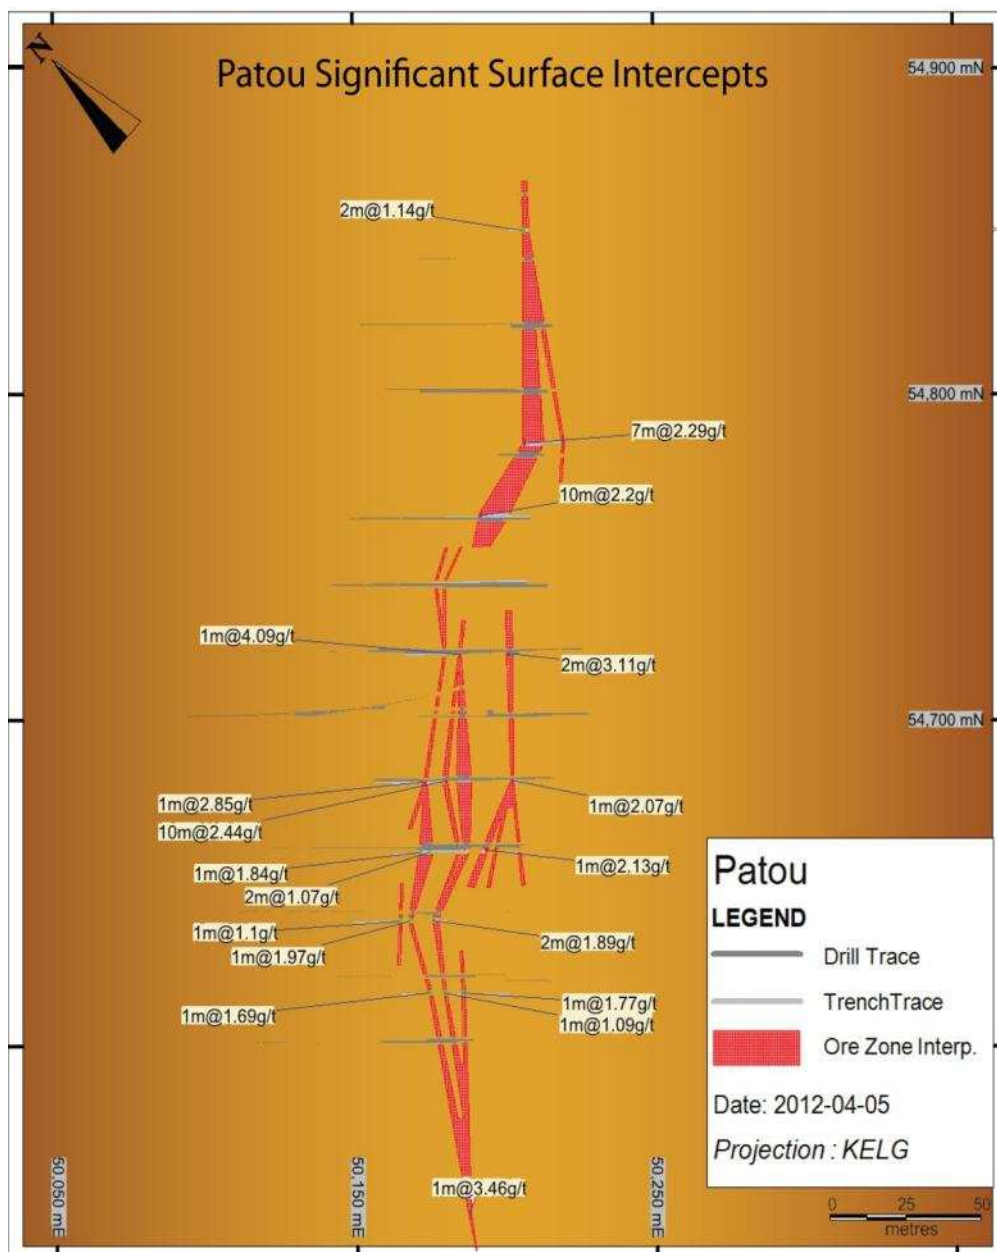 N
Patou Significant Surface Intercepts
54,900 mN
2m@1.14g/t
54,800 mN
7m@2.29g/t
10m@2.2g/t
1m@4.09g/t
2m@3.11g/t
54,700 mN
1m@2.85g/t
1m@2.07g/t
10m@2.44g/t
1m@1.84g/t
1m@2.13g/t
2m@1.07g/t
1m@1.1g/t
2m@1.89g/t
1m@1.97g/t
1m@1.69g/t
1m@1.77g/t
1m@1.09g/t
1m@3.46g/t
50,050 mE
50,150 mE
50,250 mE
Patou
LEGEND
Drill Trace
TrenchTrace
Ore Zone Interp.
Date: 2012-04-05
Projection : KELG
0 25 50
metres